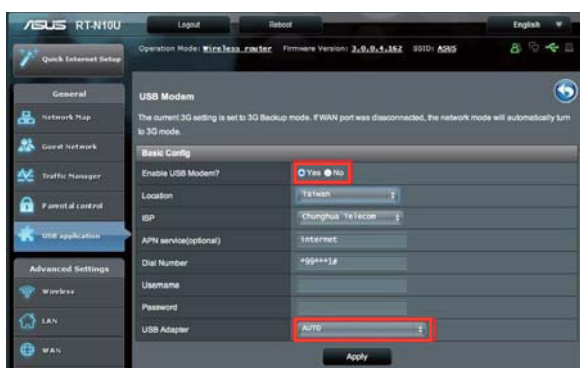 ASUS RT-N10U
Logout
Reboot
English
Quick Internet Setup
Operation Mode: Wireless router Firmware Version: 3.0.0.4.162 SSID: ASUS
General
Network Map
Guest Network
Traffic Manager
Parental control
USB application
Advanced Settings
Wireless
LAN
WAN
USB Modem
The current 3G setting is set to 3G Backup mode. If WAN port was disconnected, the network mode will automatically turn
to 3G mode.
Basic Config
Enable USB Modem? Yes No
Location Taiwan
ISP Chunghua Telecom
APN service(optional) internet
Dial Number *99***1#
Username
Password
USB Adapter AUTO
Apply